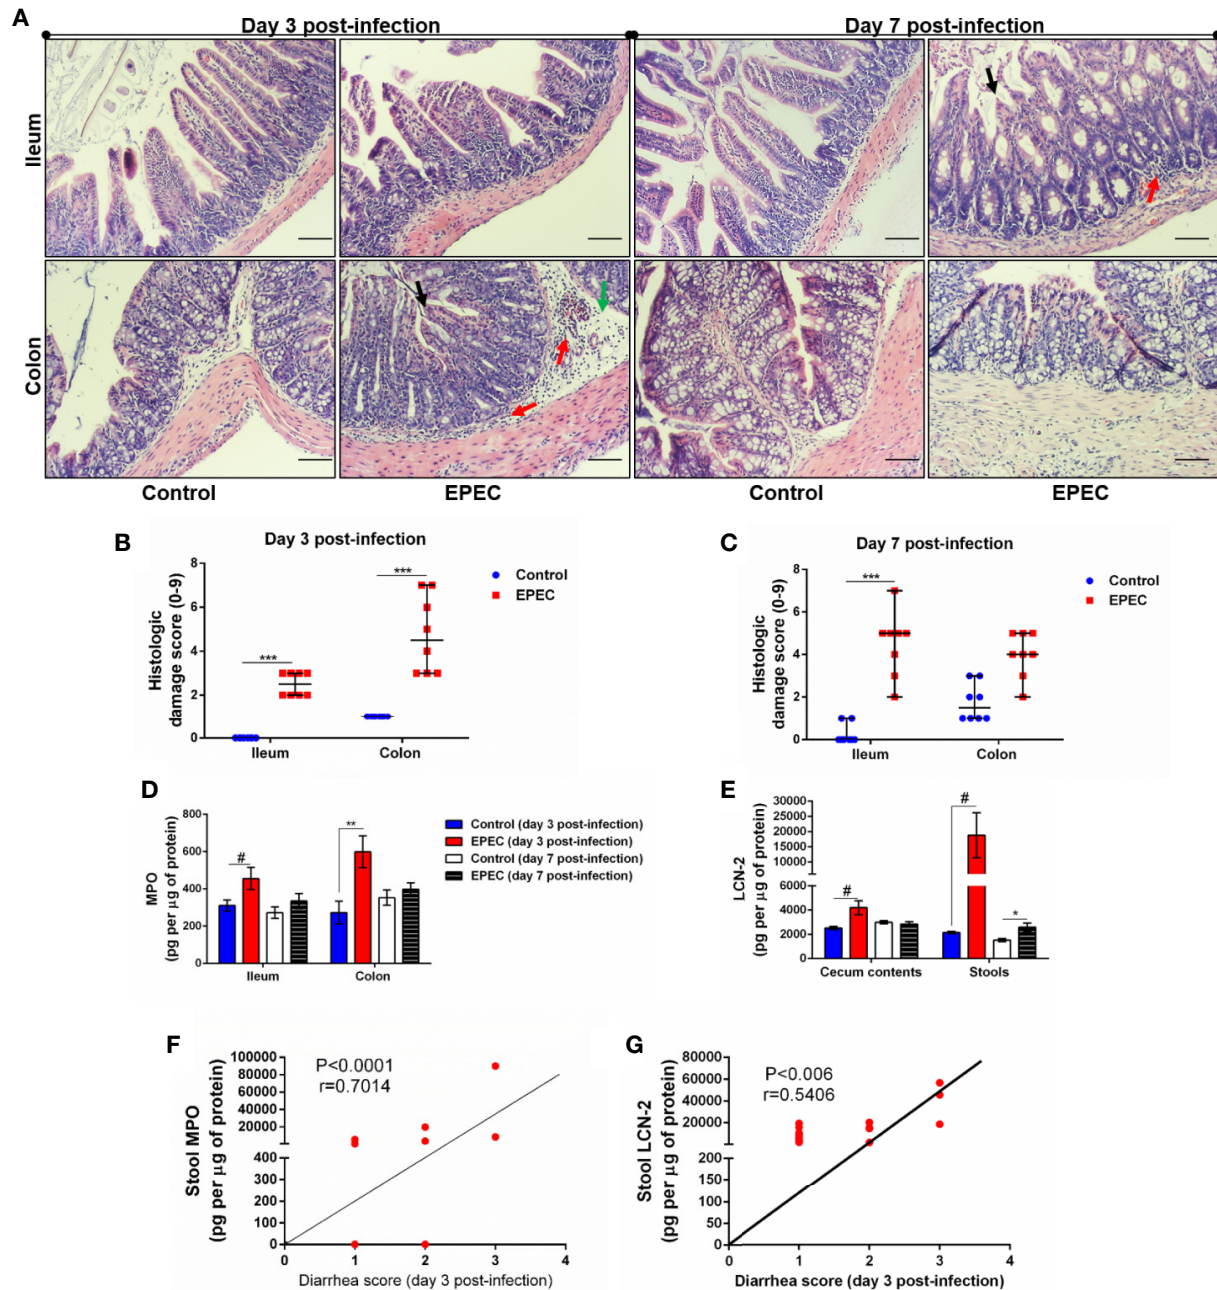 A
Day 3 post-infection
Day 7 post-infection
Ileum
Colon
Control
EPEC
Control
EPEC
B
Day 3 post-infection
Histologic
damage score (0-9)
8
6
4
2
0
***
***
Ileum
Colon
Control
EPEC
C
Day 7 post-infection
Histologic
damage score (0-9)
8
6
4
2
0
***
Ileum
Colon
Control
EPEC
D
MPO
(pg per µg of protein)
800
600
400
200
0
#
**
Ileum
Colon
Control (day 3 post-infection)
EPEC (day 3 post-infection)
Control (day 7 post-infection)
EPEC (day 7 post-infection)
E
LCN-2
(pg per µg of protein)
30000
25000
20000
15000
10000
6000
4000
2000
0
#
#
*
Cecum contents
Stools
F
Stool MPO
(pg per µg of protein)
100000
80000
60000
40000
20000
400
300
200
100
0
P<0.0001
r=0.7014
0
1
2
3
4
Diarrhea score (day 3 post-infection)
G
Stool LCN-2
(pg per µg of protein)
80000
60000
40000
20000
200
150
100
50
0
P<0.006
r=0.5406
0
1
2
3
4
Diarrhea score (day 3 post-infection)